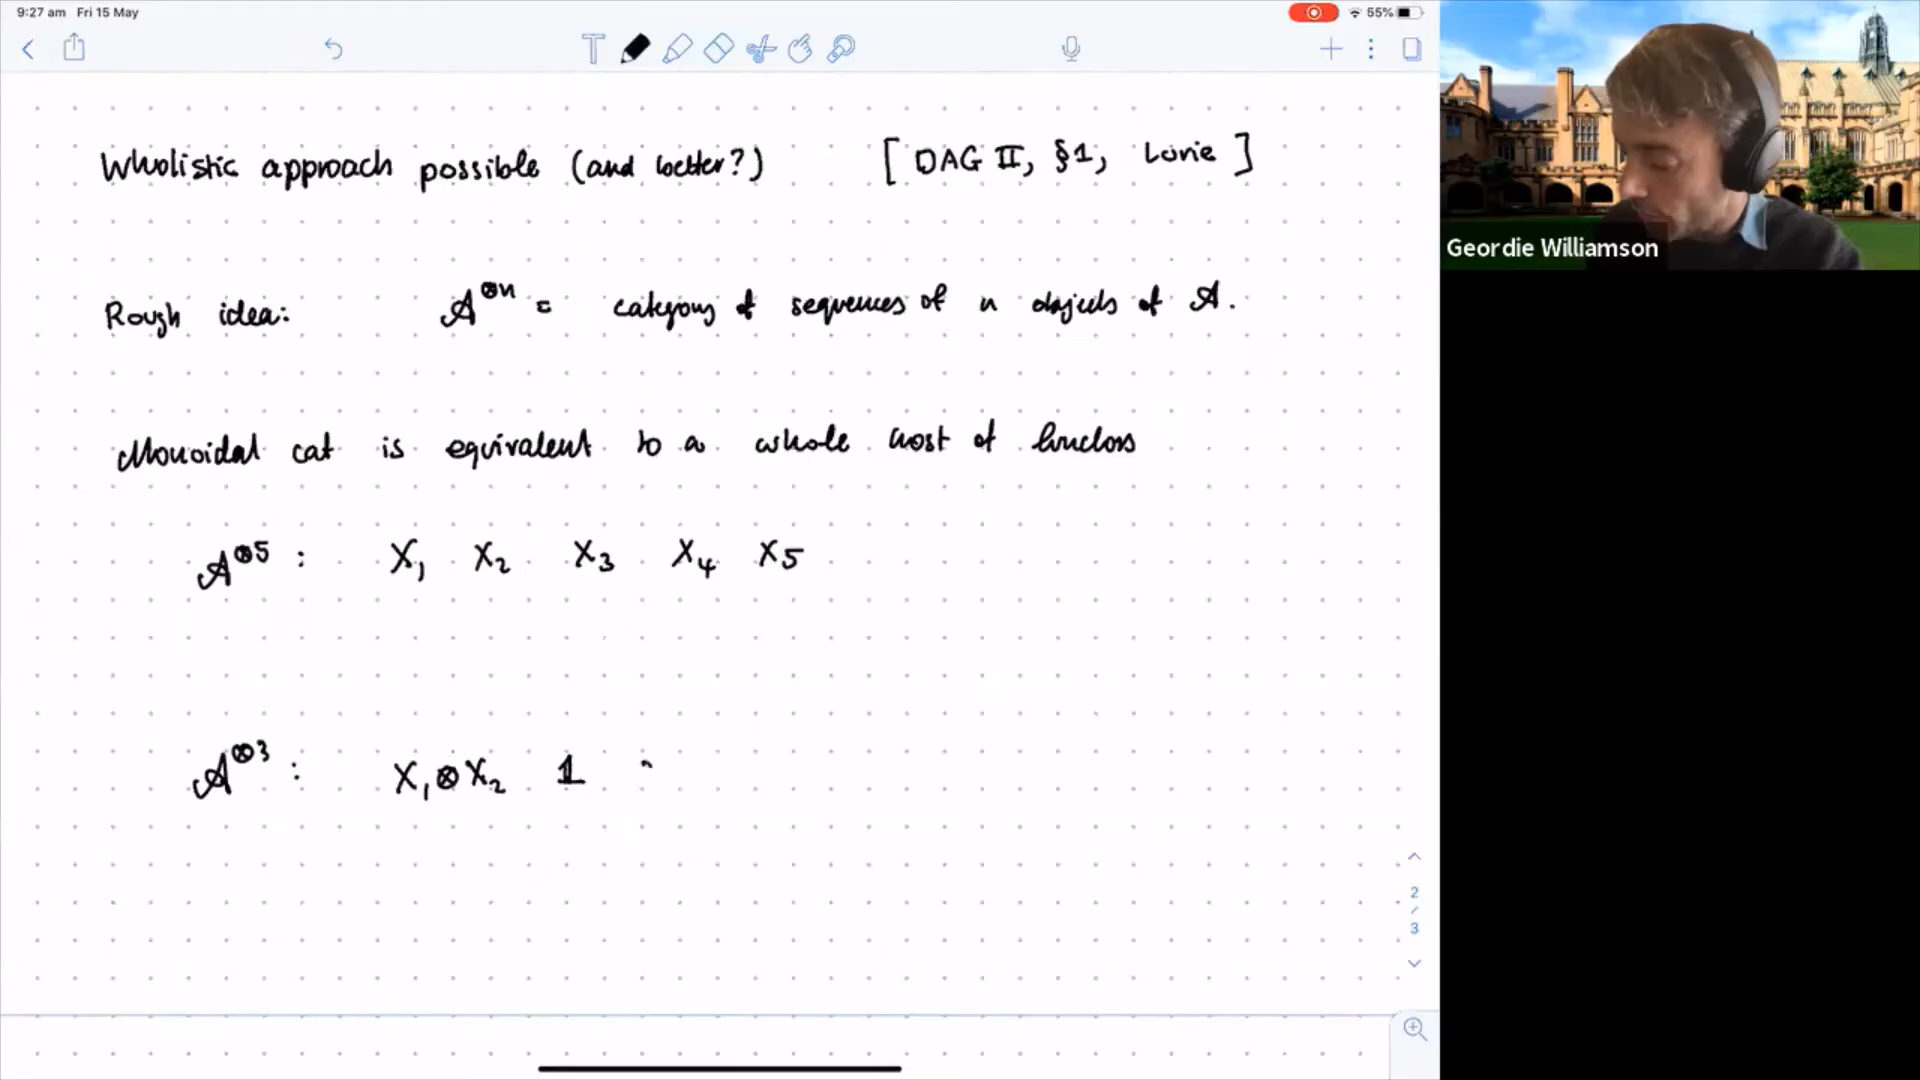 9:27 am Fri 15 May
55%
Wholistic approach possible (and better?) [DAG II, §1, Lurie]
Geordie Williamson
Rough idea: A^⊗n = category of sequences of n objects of A.
Monoidal cat is equivalent to a whole host of functors
A^⊗5 : X₁ X₂ X₃ X₄ X5
A^⊗3 : X₁⊗X₂ 1
2
/
3